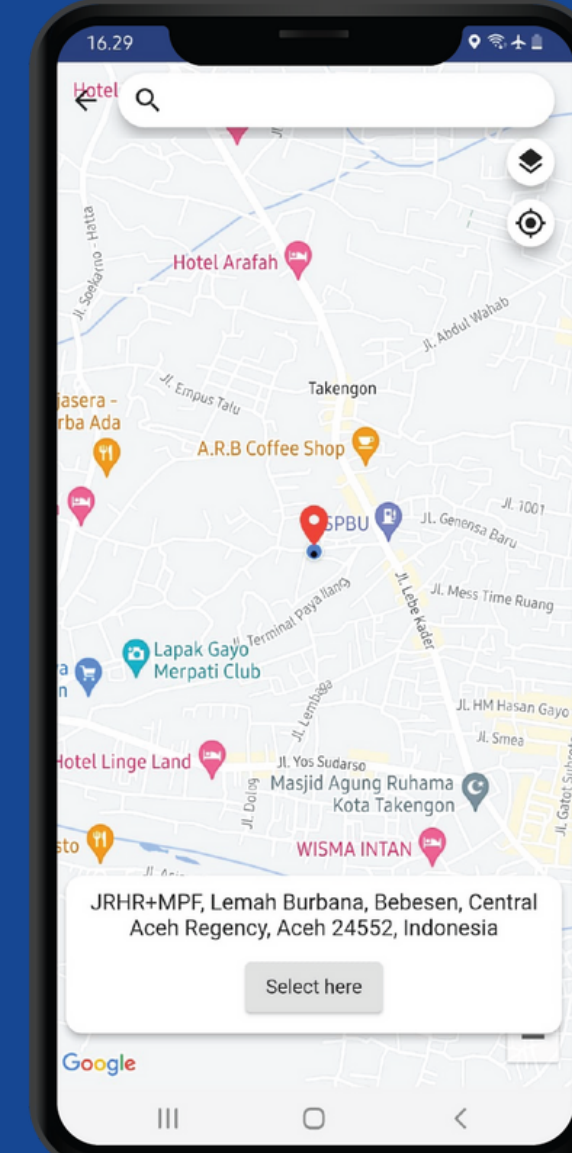 16.29
Hotel
Hotel Arafah
Jl. Soekarno - Hatta
Jl. Abdul Wahab
Jl. Empus Talu
Takengon
jasera -
rba Ada
A.R.B Coffee Shop
SPBU
Jl. 1001
JL. Genensa Baru
Jl. Lebe Kader
Jl. Mess Time Ruang
Jl. Terminal Paya Ilang
Lapak Gayo
Merpati Club
a
n
Jl. Lembaga
JL HM Hasan Gayo
Jl. Smea
Hotel Linge Land
Jl. Yos Sudarso
Jl. Dolog
Masjid Agung Ruhama
Kota Takengon
Jl. Gatot Subroto
sto
WISMA INTAN
JRHR+MPF, Lemah Burbana, Bebesen, Central
Aceh Regency, Aceh 24552, Indonesia
Select here
Google